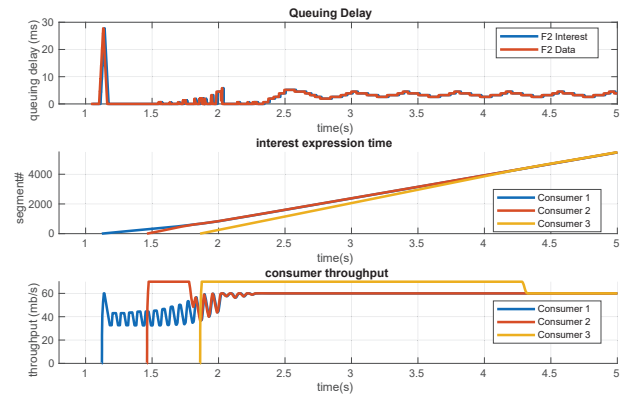 Queuing Delay
queuing delay (ms)
30
20
10
0
F2 Interest
F2 Data
1 1.5 2 2.5 3 3.5 4 4.5 5
time(s)
interest expression time
segment#
4000
2000
0
Consumer 1
Consumer 2
Consumer 3
1 1.5 2 2.5 3 3.5 4 4.5 5
time(s)
consumer throughput
throughput (mb/s)
60
40
20
0
Consumer 1
Consumer 2
Consumer 3
1 1.5 2 2.5 3 3.5 4 4.5 5
time(s)